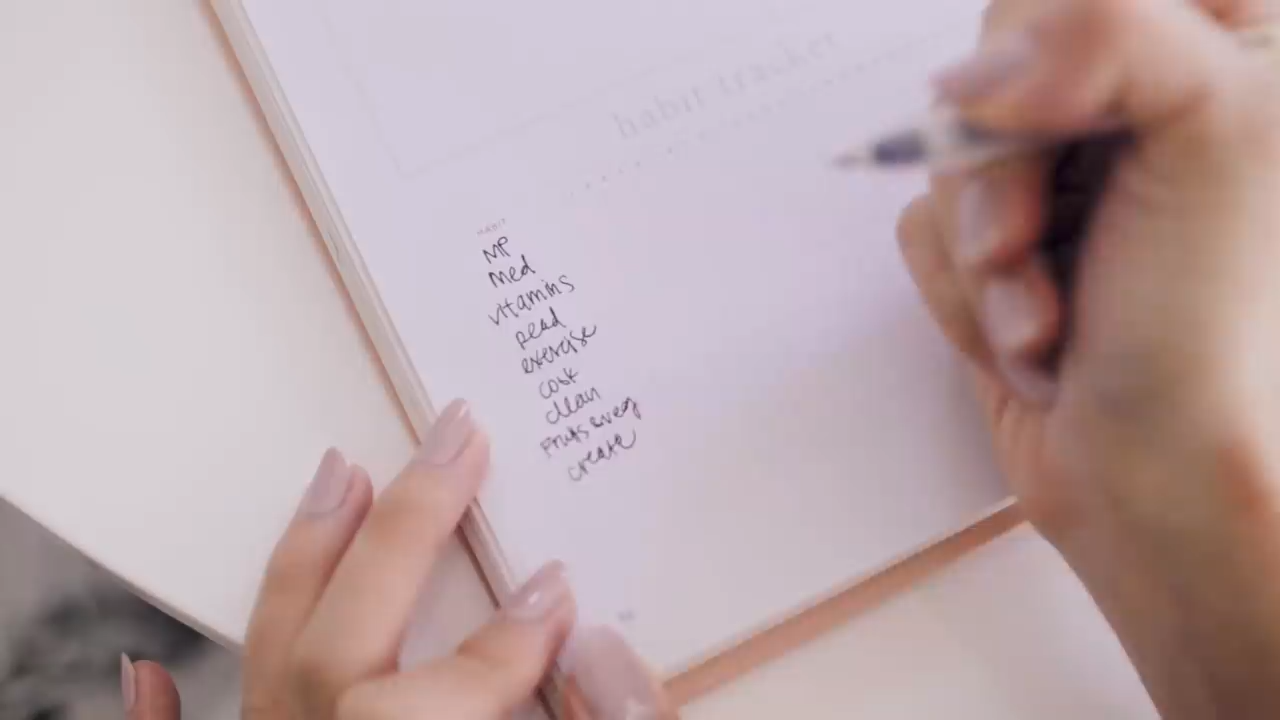 habit tracker
HABIT
MP
Med
vitamins
read
exercise
cook
clean
Fruits & veg
create